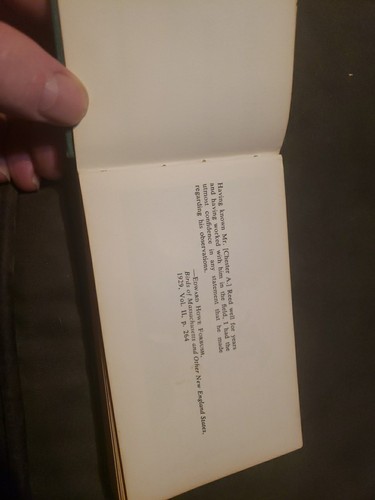 Having known Mr. [Chester A.] Reed well for years
and having worked with him in the field, I had the
utmost confidence in any statement that he made
regarding his observations.
—Edward Howe Forbush,
Birds of Massachusetts and Other New England States,
1929, Vol. II, p. 264